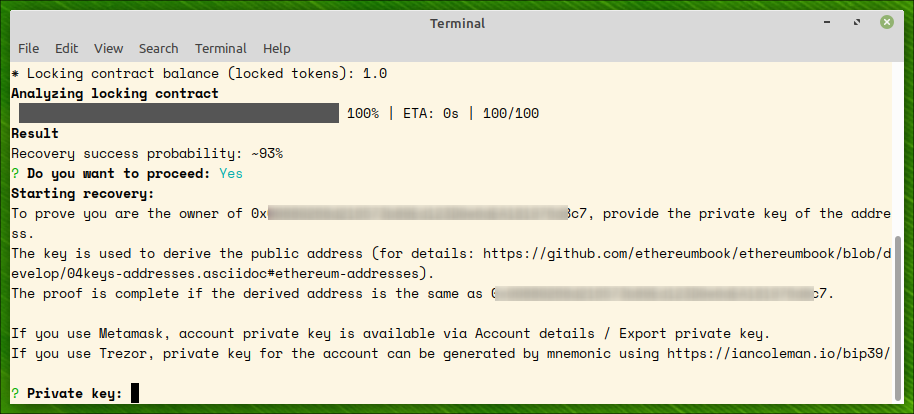 Terminal
File Edit View Search Terminal Help
* Locking contract balance (locked tokens): 1.0
Analyzing locking contract
100% | ETA: 0s | 100/100
Result
Recovery success probability: ~93%
? Do you want to proceed: Yes
Starting recovery:
To prove you are the owner of 0x c7, provide the private key of the addre
ss.
The key is used to derive the public address (for details: https://github.com/ethereumbook/ethereumbook/blob/d
evelop/04keys-addresses.asciidoc#ethereum-addresses).
The proof is complete if the derived address is the same as 0 c7.
If you use Metamask, account private key is available via Account details / Export private key.
If you use Trezor, private key for the account can be generated by mnemonic using https://iancoleman.io/bip39/
? Private key: